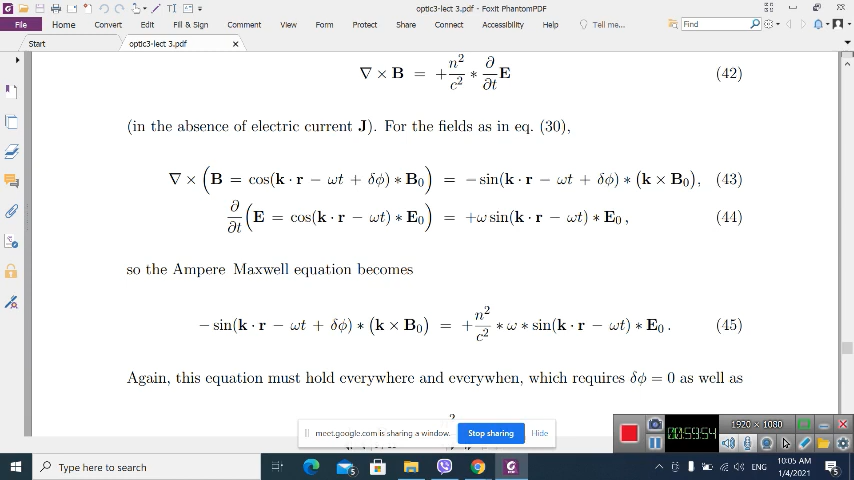 optic3-lect 3.pdf - Foxit PhantomPDF
File Home Convert Edit Fill & Sign Comment View Form Protect Share Connect Accessibility Help Tell me... Find
Start optic3-lect 3.pdf
∇ × B = + n²/c² ∗ ∂/∂t E (42)
(in the absence of electric current J). For the fields as in eq. (30),
∇ × (B = cos(k · r − ωt + δϕ) ∗ B₀) = − sin(k · r − ωt + δϕ) ∗ (k × B₀), (43)
∂/∂t (E = cos(k · r − ωt) ∗ E₀) = +ω sin(k · r − ωt) ∗ E₀ , (44)
so the Ampere Maxwell equation becomes
− sin(k · r − ωt + δϕ) ∗ (k × B₀) = + n²/c² ∗ ω ∗ sin(k · r − ωt) ∗ E₀ . (45)
Again, this equation must hold everywhere and everywhen, which requires δϕ = 0 as well as
meet.google.com is sharing a window. Stop sharing Hide
00:59:54
1920 × 1080
Type here to search
5
ENG
10:05 AM
1/4/2021
5